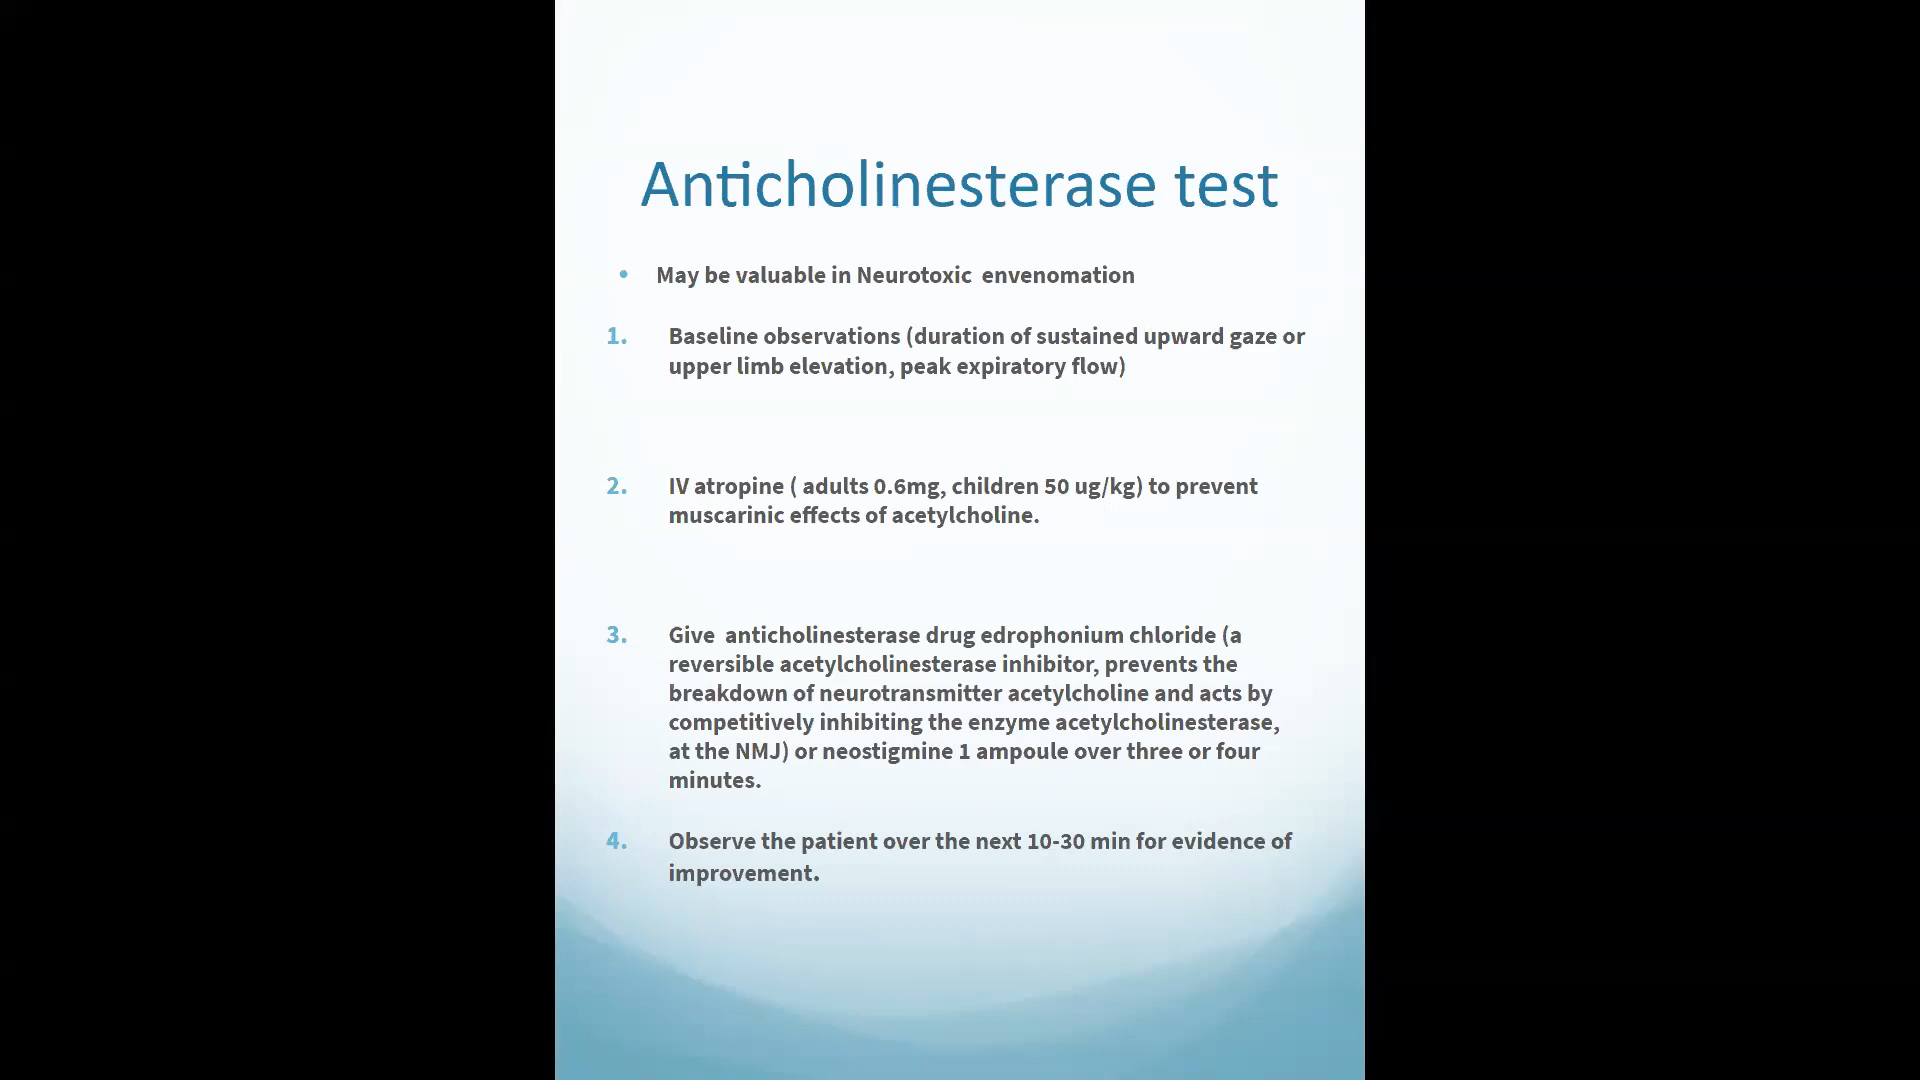 Anticholinesterase test
• May be valuable in Neurotoxic  envenomation
1. Baseline observations (duration of sustained upward gaze or
upper limb elevation, peak expiratory flow)
2. IV atropine ( adults 0.6mg, children 50 ug/kg) to prevent
muscarinic effects of acetylcholine.
3. Give  anticholinesterase drug edrophonium chloride (a
reversible acetylcholinesterase inhibitor, prevents the
breakdown of neurotransmitter acetylcholine and acts by
competitively inhibiting the enzyme acetylcholinesterase,
at the NMJ) or neostigmine 1 ampoule over three or four
minutes.
4. Observe the patient over the next 10-30 min for evidence of
improvement.